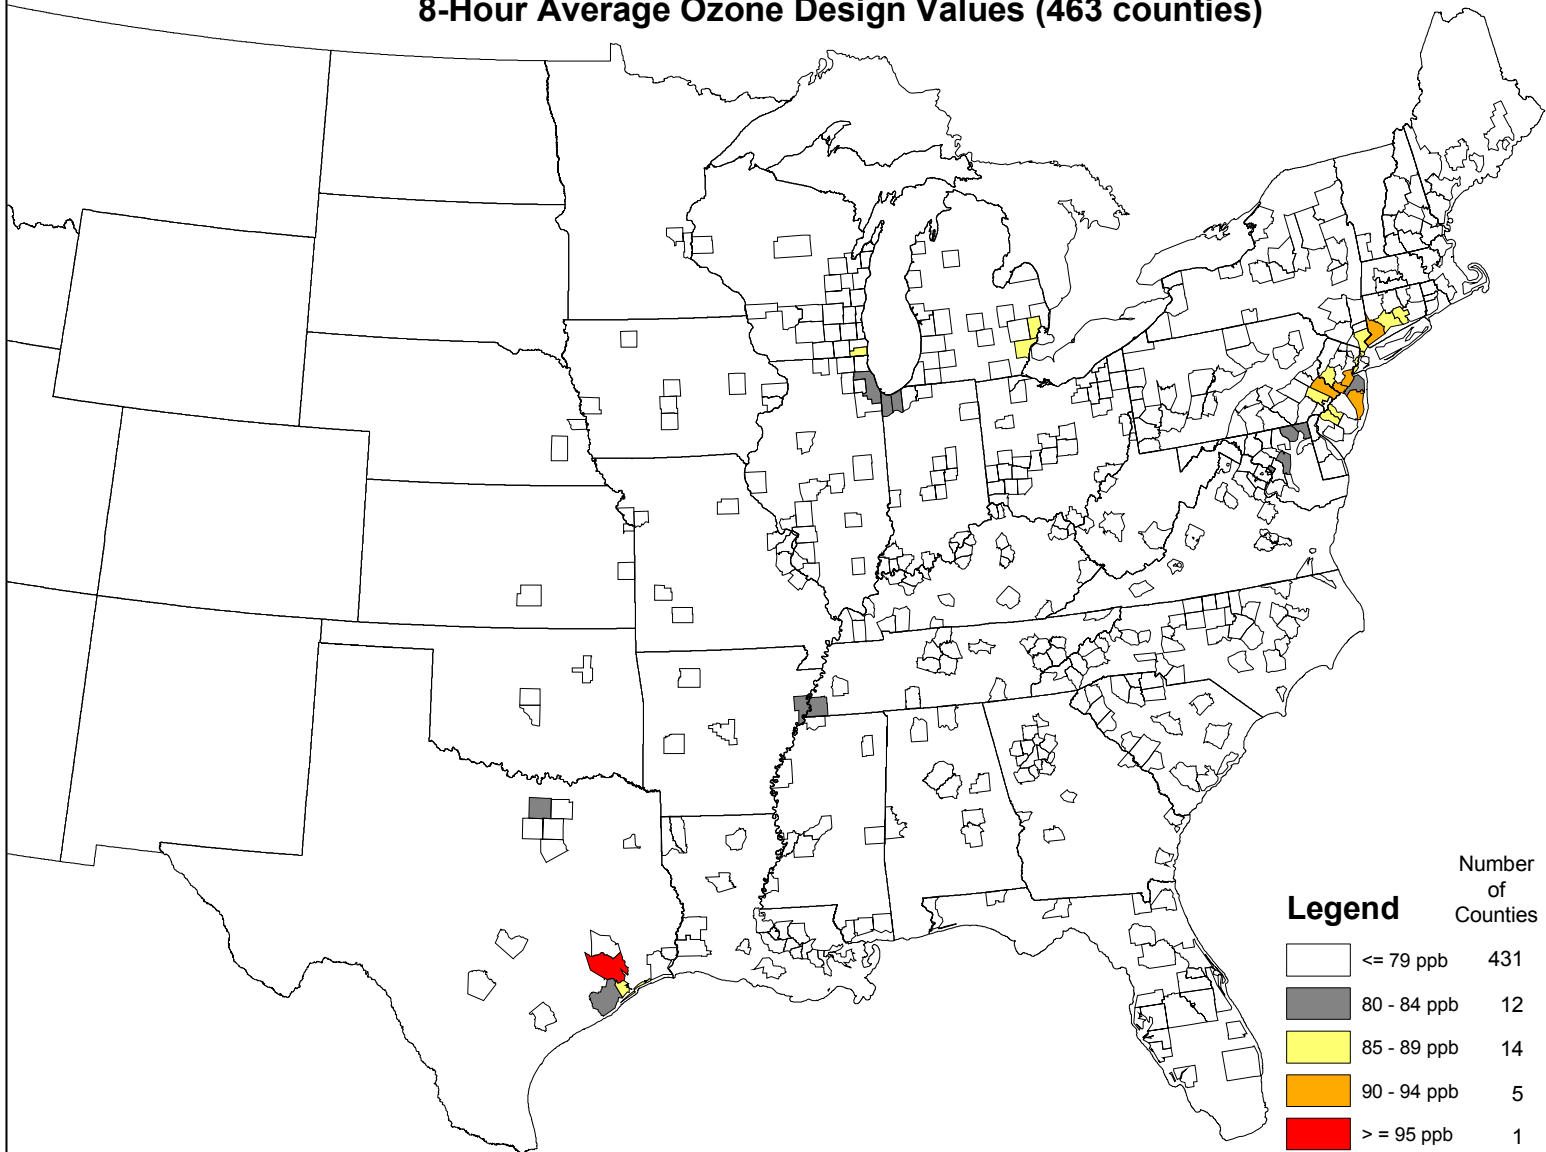 8-Hour Average Ozone Design Values (463 counties)
Number
of
Counties
Legend
<= 79 ppb 431
80 - 84 ppb 12
85 - 89 ppb 14
90 - 94 ppb 5
> = 95 ppb 1